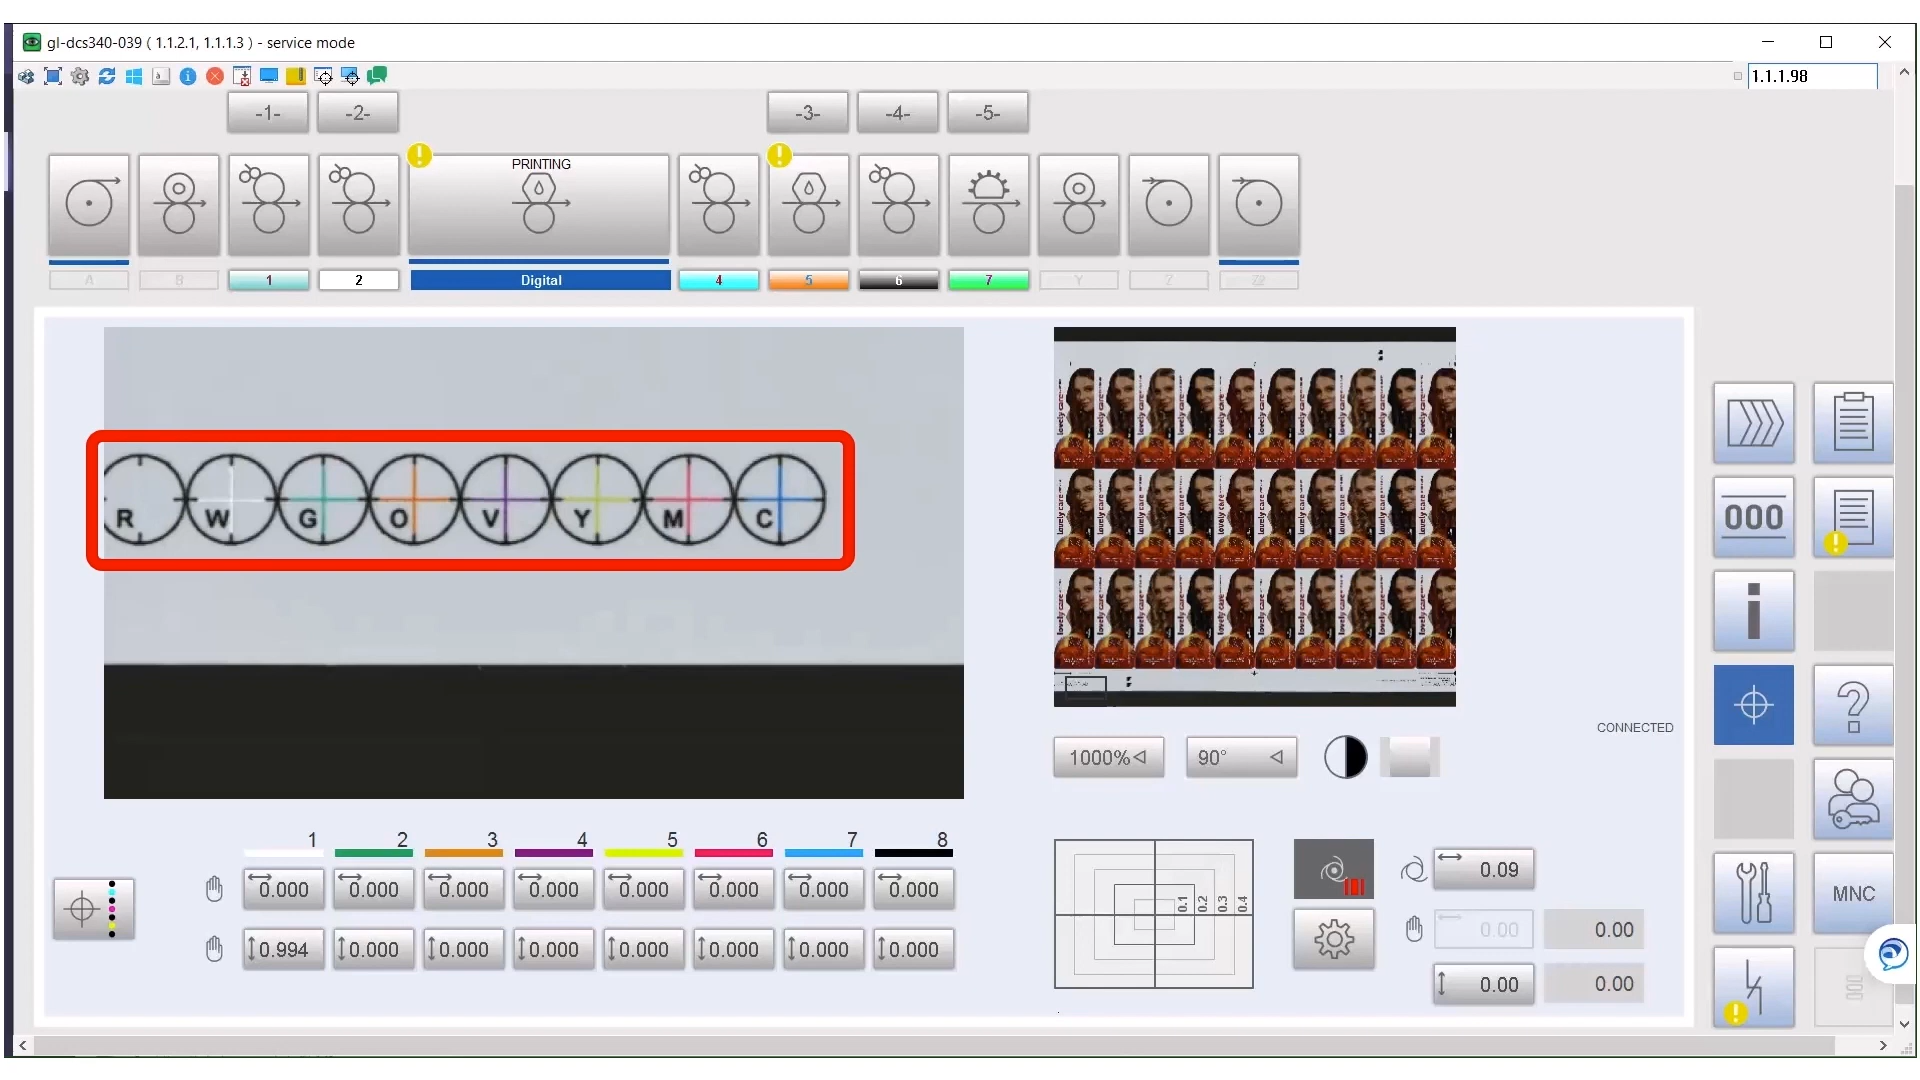 gl-dcs340-039 ( 1.1.2.1, 1.1.1.3 ) - service mode
1.1.1.98
-1-
-2-
-3-
-4-
-5-
PRINTING
A
B
1
2
Digital
4
5
6
7
Y
Z
Z2
R
W
G
O
V
Y
M
C
lovely care
000
CONNECTED
1000%
90°
1
2
3
4
5
6
7
8
0.000
0.000
0.000
0.000
0.000
0.000
0.000
0.000
0.994
0.000
0.000
0.000
0.000
0.000
0.000
0.000
0.1
0.2
0.3
0.4
0.09
0.00
0.00
0.00
0.00
MNC